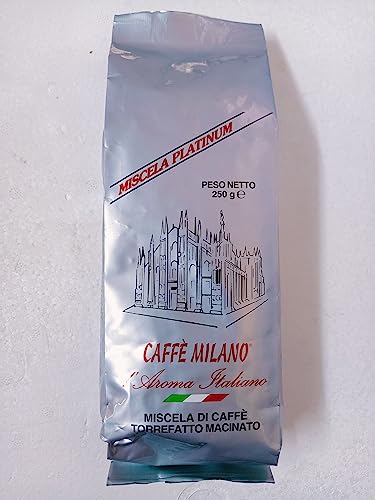 MISCELA PLATINUM
PESO NETTO
250 g ℮
CAFFÈ MILANO
l'Aroma Italiano
MISCELA DI CAFFÈ
TORREFATTO MACINATO